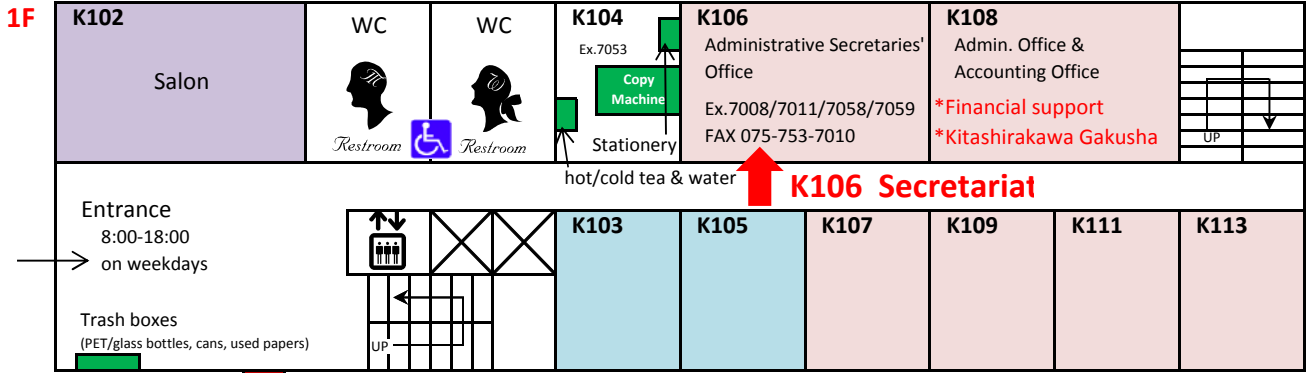 1F
K102
Salon
WC
WC
Restroom
Restroom
K104
Ex.7053
Copy
Machine
Stationery
hot/cold tea & water
K106
Administrative Secretaries'
Office
Ex.7008/7011/7058/7059
FAX 075-753-7010
K108
Admin. Office &
Accounting Office
*Financial support
*Kitashirakawa Gakusha
UP
K106 Secretariat
Entrance
8:00-18:00
on weekdays
Trash boxes
(PET/glass bottles, cans, used papers)
UP
K103
K105
K107
K109
K111
K113